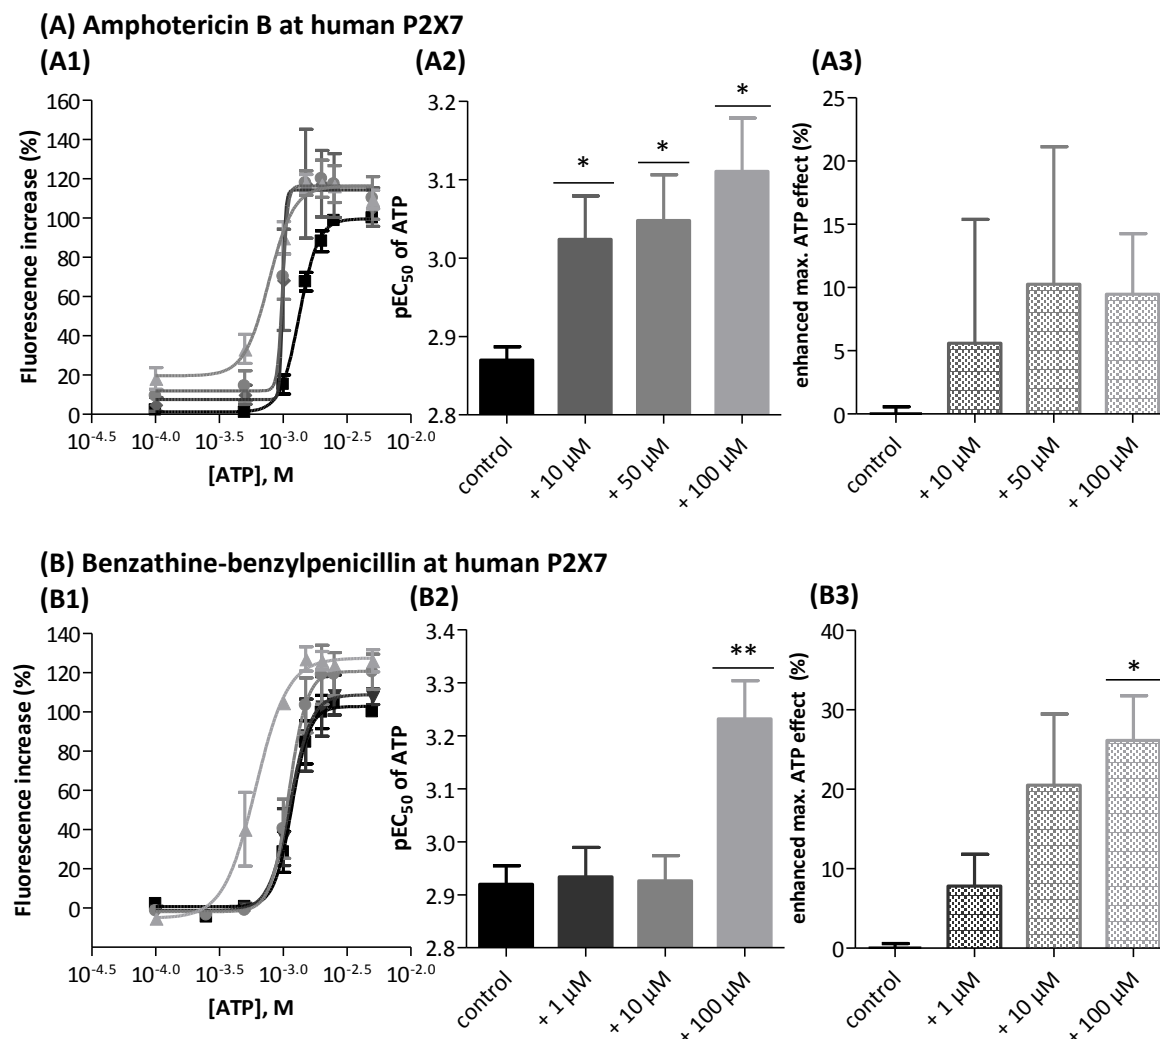 (A) Amphotericin B at human P2X7
(A1)
(A2)
(A3)
Fluorescence increase (%)
160
140
120
100
80
60
40
20
0
10-4.5
10-4.0
10-3.5
10-3.0
10-2.5
10-2.0
[ATP], M
pEC50 of ATP
3.2
3.1
3.0
2.9
2.8
*
*
*
control
+ 10 µM
+ 50 µM
+ 100 µM
enhanced max. ATP effect (%)
25
20
15
10
5
0
control
+ 10 µM
+ 50 µM
+ 100 µM
(B) Benzathine-benzylpenicillin at human P2X7
(B1)
(B2)
(B3)
Fluorescence increase (%)
140
120
100
80
60
40
20
0
10-4.5
10-4.0
10-3.5
10-3.0
10-2.5
10-2.0
[ATP], M
pEC50 of ATP
3.4
3.3
3.2
3.1
3.0
2.9
2.8
**
control
+ 1 µM
+ 10 µM
+ 100 µM
enhanced max. ATP effect (%)
40
30
20
10
0
*
control
+ 1 µM
+ 10 µM
+ 100 µM